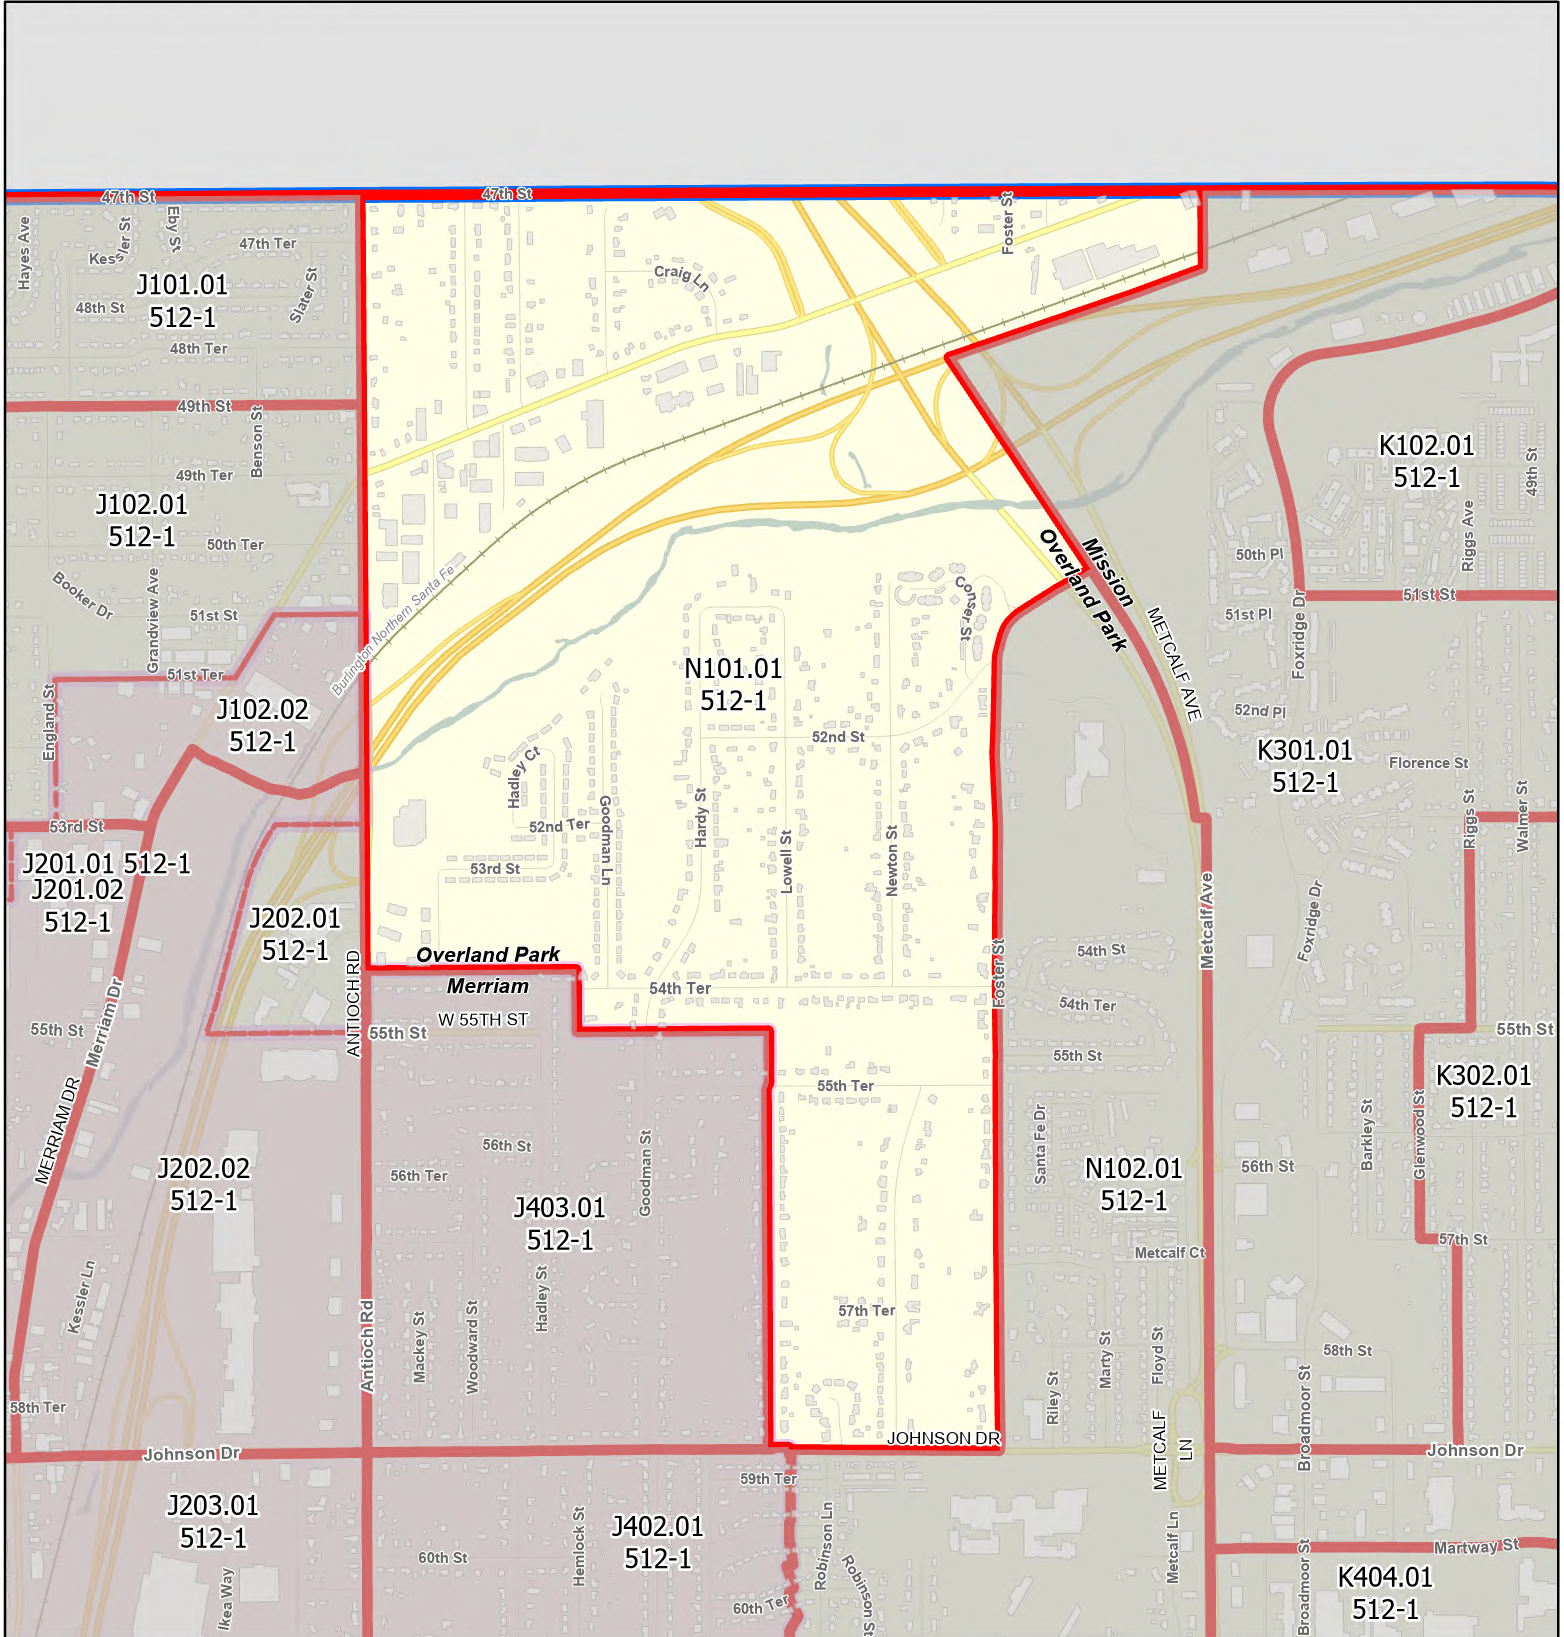 47th St
47th St
Hayes Ave
Kessler St
Eby St
47th Ter
Foster St
J101.01
512-1
48th St
Slater St
Craig Ln
48th Ter
49th St
Benson St
K102.01
512-1
49th St
49th Ter
J102.01
512-1
Riggs Ave
50th Ter
50th Pl
Mission
Overland Park
Booker Dr
Grandview Ave
Burlington Northern Santa Fe
Conser St
51st St
51st St
51st Pl
Foxridge Dr
METCALF AVE
51st Ter
N101.01
512-1
England St
J102.02
512-1
52nd St
52nd Pl
K301.01
512-1
Florence St
Hadley Ct
Goodman Ln
Hardy St
Lowell St
Newton St
52nd Ter
53rd St
53rd St
Riggs St
Walmer St
J201.01 512-1
J201.02
512-1
J202.01
512-1
Metcalf Ave
Foxridge Dr
Overland Park
Merriam
ANTIOCH RD
Foster St
54th St
54th Ter
54th Ter
Merriam Dr
55th St
W 55TH ST
55th St
55th St
55th St
55th Ter
K302.01
512-1
MERRIAM DR
Santa Fe Dr
Barkley St
Glenwood St
56th St
56th Ter
Goodman St
J202.02
512-1
N102.01
512-1
56th St
J403.01
512-1
Metcalf Ct
57th St
Kessler Ln
Hadley St
57th Ter
Antioch Rd
Mackey St
Woodward St
Marty St
Floyd St
58th St
Riley St
Broadmoor St
58th Ter
METCALF
LN
JOHNSON DR
Johnson Dr
Johnson Dr
59th Ter
J203.01
512-1
J402.01
512-1
Hemlock St
Robinson Ln
Metcalf Ln
Martway St
60th St
Robinson St
Broadmoor St
K404.01
512-1
Ikea Way
60th Ter